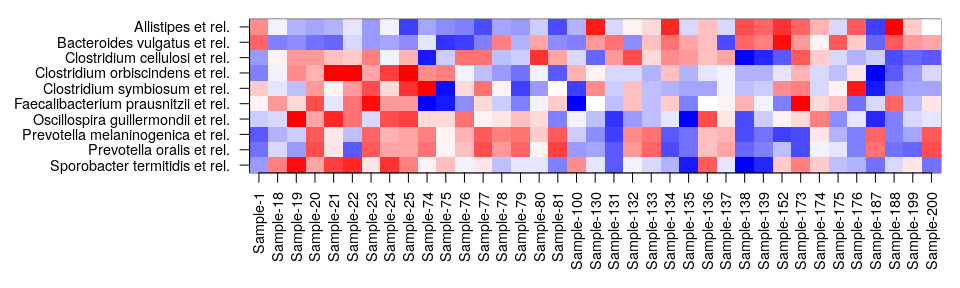 Allistipes et rel.
Bacteroides vulgatus et rel.
Clostridium cellulosi et rel.
Clostridium orbiscindens et rel.
Clostridium symbiosum et rel.
Faecalibacterium prausnitzii et rel.
Oscillospira guillermondii et rel.
Prevotella melaninogenica et rel.
Prevotella oralis et rel.
Sporobacter termitidis et rel.
Sample-1
Sample-18
Sample-19
Sample-20
Sample-21
Sample-22
Sample-23
Sample-24
Sample-25
Sample-74
Sample-75
Sample-76
Sample-77
Sample-78
Sample-79
Sample-80
Sample-81
Sample-100
Sample-130
Sample-131
Sample-132
Sample-133
Sample-134
Sample-135
Sample-136
Sample-137
Sample-138
Sample-139
Sample-152
Sample-173
Sample-174
Sample-175
Sample-176
Sample-187
Sample-188
Sample-199
Sample-200